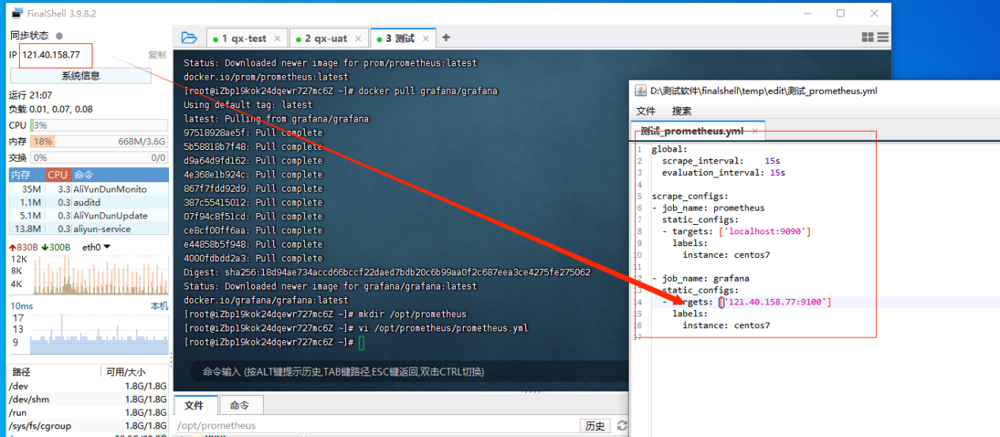 FinalShell 3.9.8.2
同步状态
IP 121.40.158.77 复制
系统信息
运行 21:07
负载 0.01, 0.07, 0.08
CPU 3%
内存 18% 668M/3.6G
交换 0% 0/0
内存 CPU 命令
35M 3.3 AliYunDunMonito
1.1M 0.3 auditd
5.1M 0.3 AliYunDunUpdate
13.8M 0.3 aliyun-service
830B 300B eth0
12K
8K
4K
10ms 本机
17
13
9
路径 可用/大小
/dev 1.8G/1.8G
/dev/shm 1.8G/1.8G
/run 1.8G/1.8G
/sys/fs/cgroup 1.8G/1.8G
1 qx-test × 2 qx-uat × 3 测试 × +
Status: Downloaded newer image for prom/prometheus:latest
docker.io/prom/prometheus:latest
[root@iZbp19kok24dqewr727mc6Z ~]# docker pull grafana/grafana
Using default tag: latest
latest: Pulling from grafana/grafana
97518928ae5f: Pull complete
5b58818b7f48: Pull complete
d9a64d9fd162: Pull complete
4e368e1b924c: Pull complete
867f7fdd92d9: Pull complete
387c55415012: Pull complete
07f94c8f51cd: Pull complete
ce8cf00ff6aa: Pull complete
e44858b5f948: Pull complete
4000fdbdd2a3: Pull complete
Digest: sha256:18d94ae734accd66bccf22daed7bdb20c6b99aa0f2c687eea3ce4275fe275062
Status: Downloaded newer image for grafana/grafana:latest
docker.io/grafana/grafana:latest
[root@iZbp19kok24dqewr727mc6Z ~]# mkdir /opt/prometheus
[root@iZbp19kok24dqewr727mc6Z ~]# vi /opt/prometheus/prometheus.yml
[root@iZbp19kok24dqewr727mc6Z ~]#
命令输入 (按ALT键提示历史,TAB键路径,ESC键返回,双击CTRL切换)
文件 命令
/opt/prometheus 历史
D:\测试软件\finalshell\temp\edit\测试_prometheus.yml
文件 搜索
测试_prometheus.yml ×
1 global:
2 scrape_interval: 15s
3 evaluation_interval: 15s
4
5 scrape_configs:
6 - job_name: prometheus
7 static_configs:
8 - targets: ['localhost:9090']
9 labels:
10 instance: centos7
11
12 - job_name: grafana
13 static_configs:
14 - targets: ['121.40.158.77:9100']
15 labels:
16 instance: centos7
17